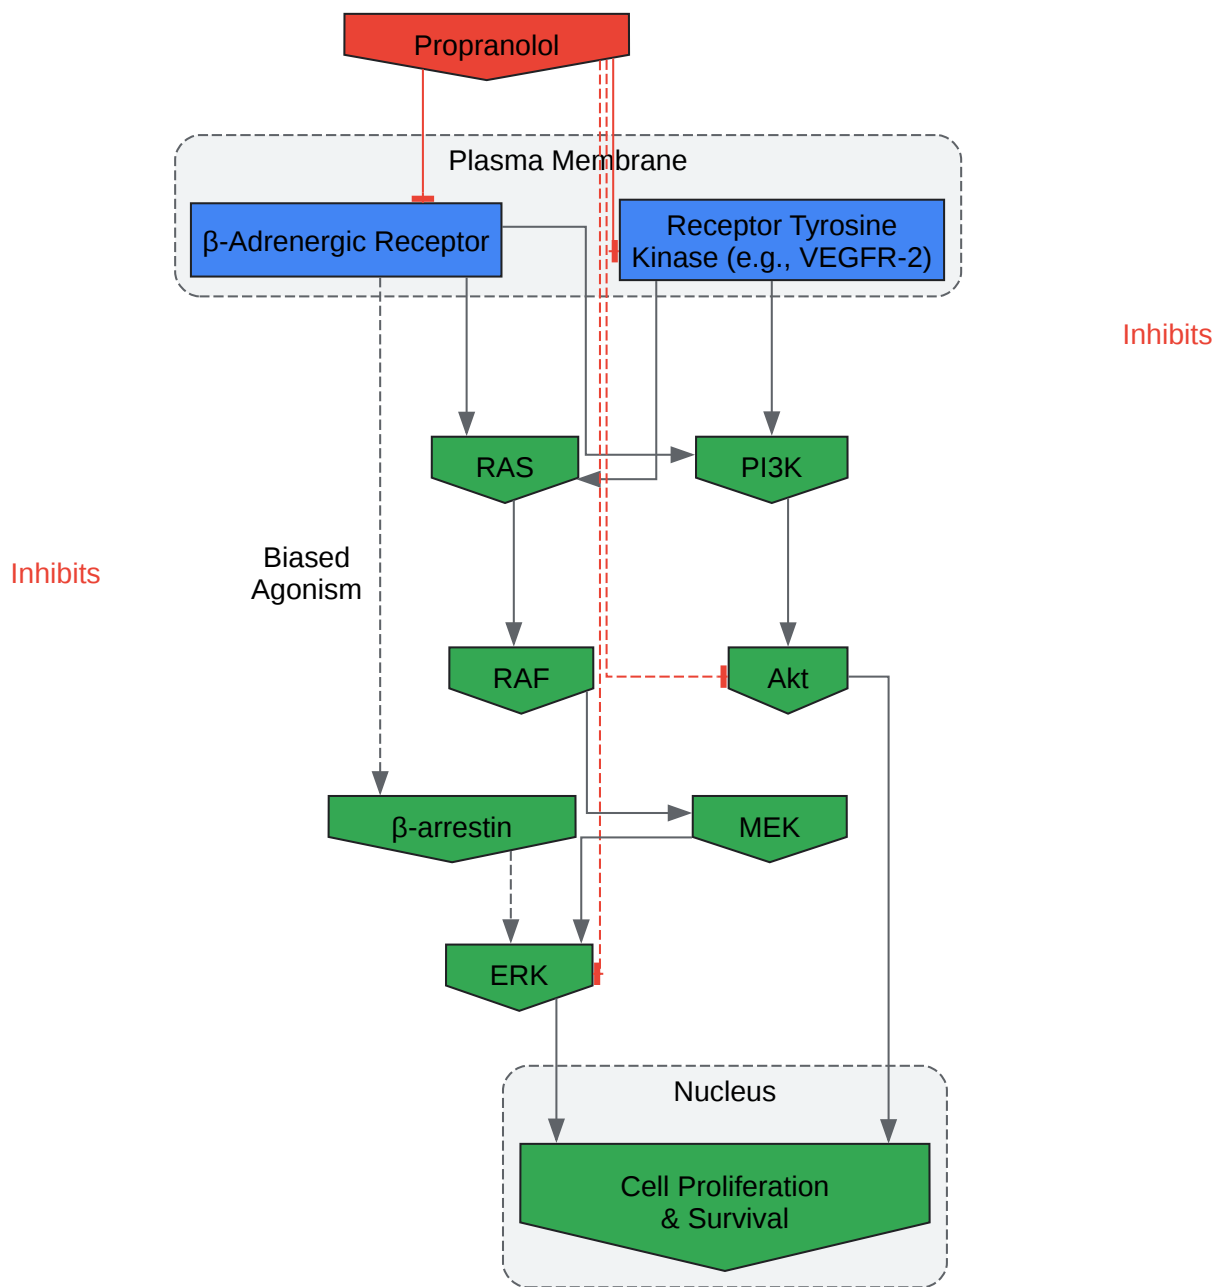 Propranolol
Plasma Membrane
β-Adrenergic Receptor
Receptor Tyrosine
Kinase (e.g., VEGFR-2)
Inhibits
RAS
PI3K
Biased
Agonism
Inhibits
RAF
Akt
β-arrestin
MEK
ERK
Nucleus
Cell Proliferation
& Survival